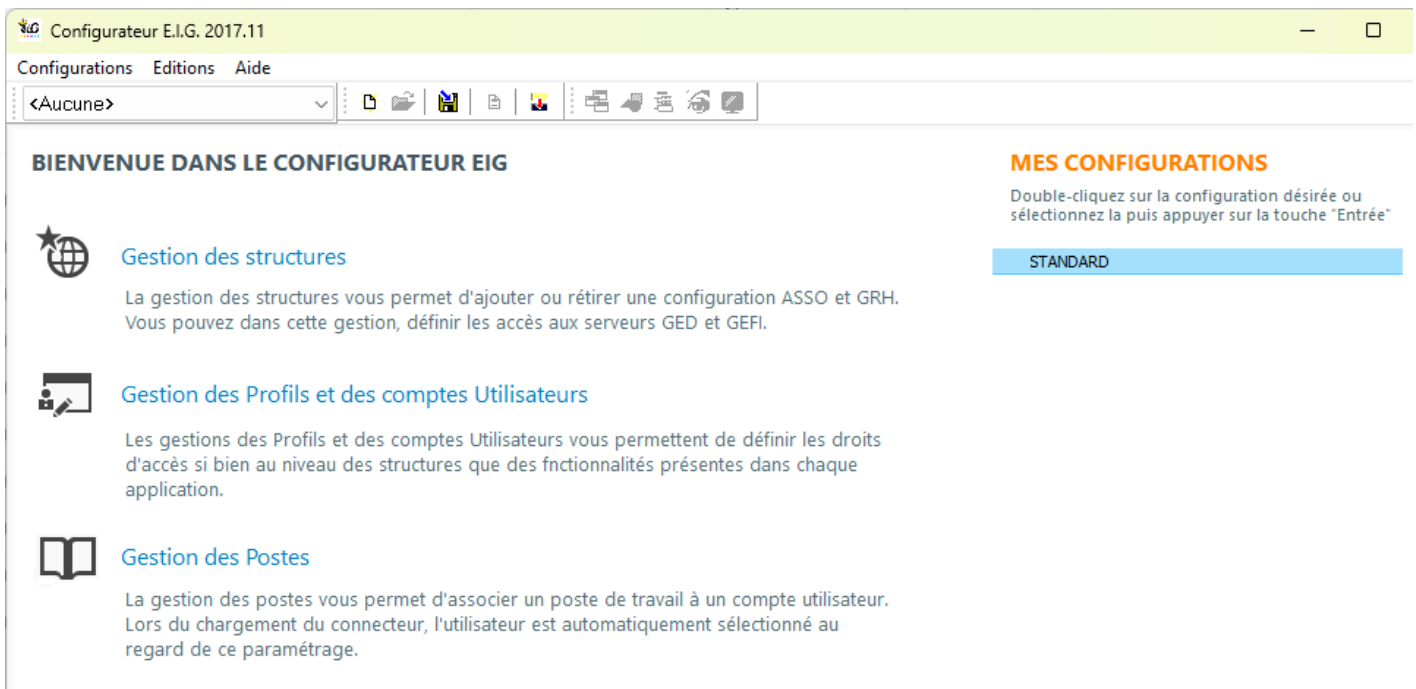 Configurateur E.I.G. 2017.11
Configurations Editions Aide
<Aucune>
BIENVENUE DANS LE CONFIGURATEUR EIG
MES CONFIGURATIONS
Double-cliquez sur la configuration désirée ou
sélectionnez la puis appuyer sur la touche "Entrée"
STANDARD
Gestion des structures
La gestion des structures vous permet d'ajouter ou rétirer une configuration ASSO et GRH.
Vous pouvez dans cette gestion, définir les accès aux serveurs GED et GEFI.
Gestion des Profils et des comptes Utilisateurs
Les gestions des Profils et des comptes Utilisateurs vous permettent de définir les droits
d'accès si bien au niveau des structures que des fnctionnalités présentes dans chaque
application.
Gestion des Postes
La gestion des postes vous permet d'associer un poste de travail à un compte utilisateur.
Lors du chargement du connecteur, l'utilisateur est automatiquement sélectionné au
regard de ce paramétrage.